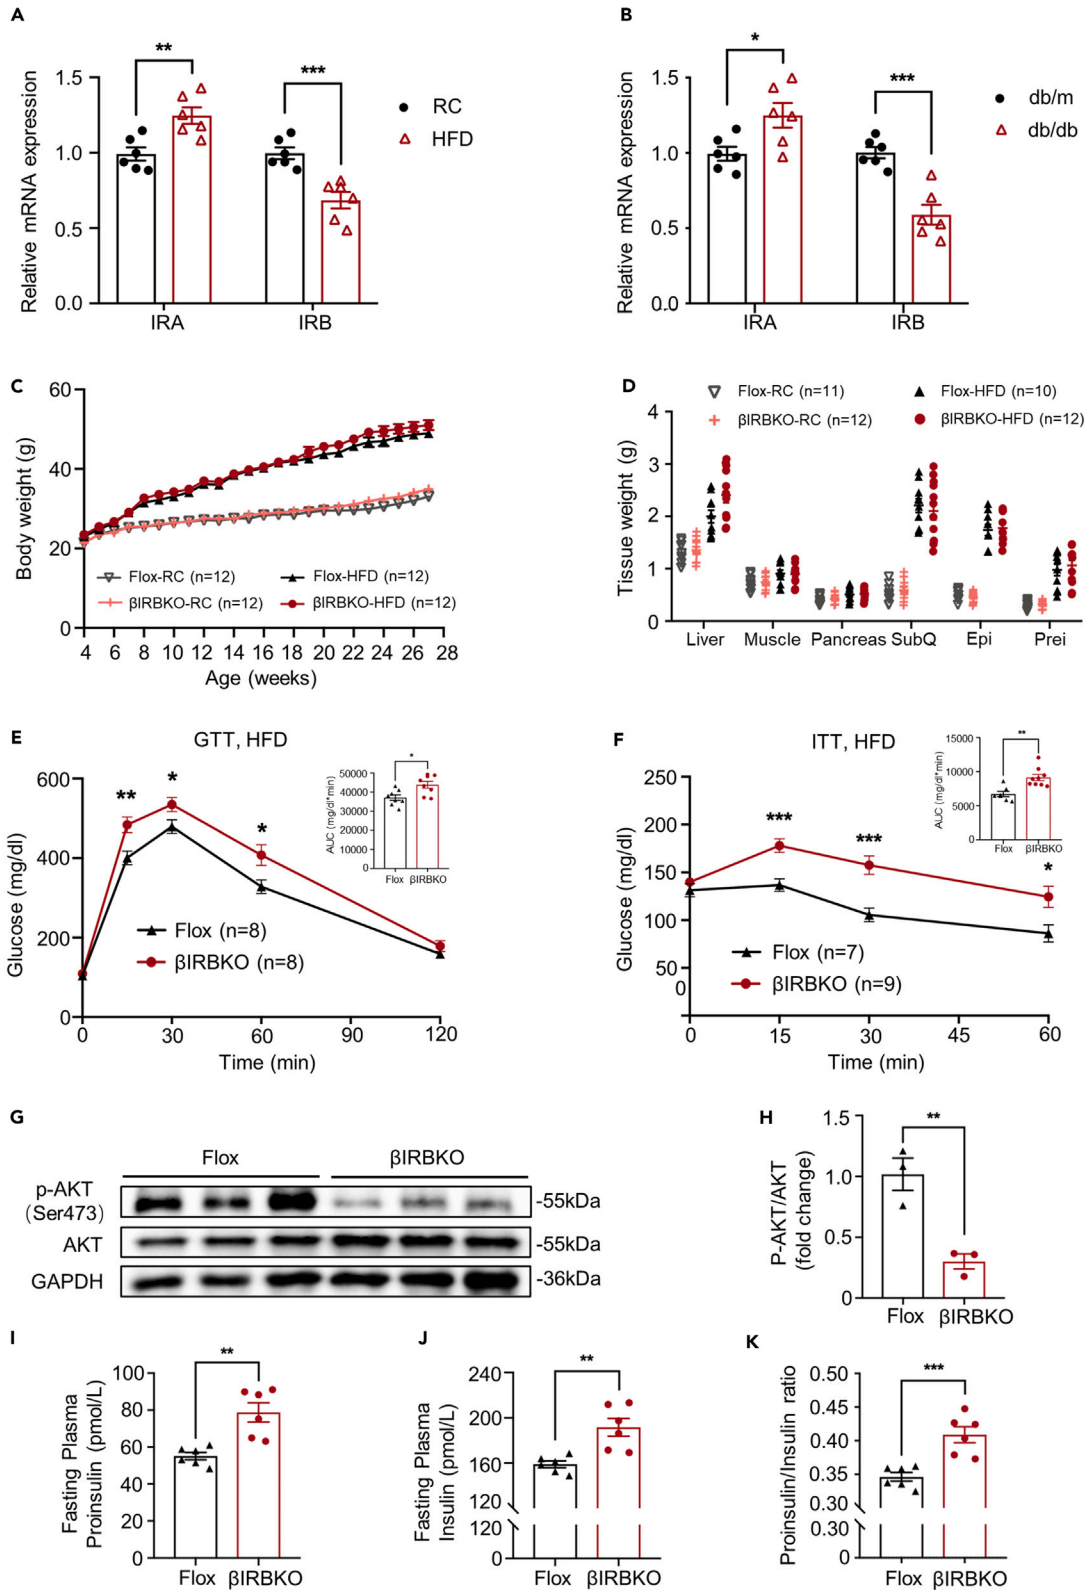 A
B
**
***
Relative mRNA expression
1.5
1.0
0.5
0.0
IRA
IRB
RC
HFD
*
***
Relative mRNA expression
1.5
1.0
0.5
0.0
IRA
IRB
db/m
db/db
C
Body weight (g)
60
40
20
0
Flox-RC (n=12)
Flox-HFD (n=12)
βIRBKO-RC (n=12)
βIRBKO-HFD (n=12)
4 6 8 10 12 14 16 18 20 22 24 26 28
Age (weeks)
D
Flox-RC (n=11)
Flox-HFD (n=10)
βIRBKO-RC (n=12)
βIRBKO-HFD (n=12)
Tissue weight (g)
4
3
2
1
0
Liver Muscle Pancreas SubQ Epi Prei
E
GTT, HFD
Glucose (mg/dl)
600
400
200
0
** * *
Flox (n=8)
βIRBKO (n=8)
0 30 60 90 120
Time (min)
AUC (mg/dl*min)
50000
40000
30000
20000
10000
0
*
Flox βIRBKO
F
ITT, HFD
Glucose (mg/dl)
250
200
150
100
50
0
*** *** *
Flox (n=7)
βIRBKO (n=9)
0 15 30 45 60
Time (min)
AUC (mg/dl*min)
15000
10000
5000
0
**
Flox βIRBKO
G
Flox βIRBKO
p-AKT
(Ser473)
-55kDa
AKT
-55kDa
GAPDH
-36kDa
H
P-AKT/AKT
(fold change)
1.5
1.0
0.5
0
**
Flox βIRBKO
I
Fasting Plasma
Proinsulin (pmol/L)
100
80
60
40
20
0
**
Flox βIRBKO
J
Fasting Plasma
Insulin (pmol/L)
240
200
160
120
120
0
**
Flox βIRBKO
K
Proinsulin/Insulin ratio
0.50
0.45
0.40
0.35
0.30
0.30
0
***
Flox βIRBKO